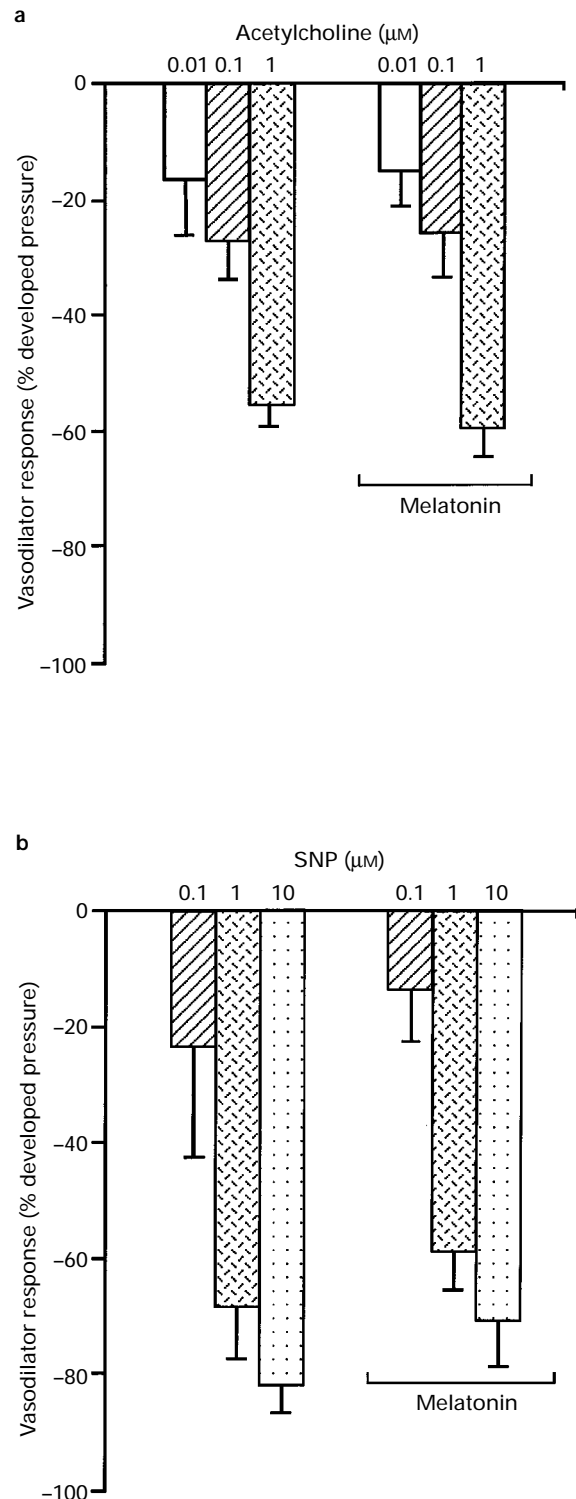 a
Acetylcholine (μM)
0.01 0.1 1 0.01 0.1 1
0
–20
–40
–60
–80
–100
Vasodilator response (% developed pressure)
Melatonin
b
SNP (μM)
0.1 1 10 0.1 1 10
0
–20
–40
–60
–80
–100
Vasodilator response (% developed pressure)
Melatonin